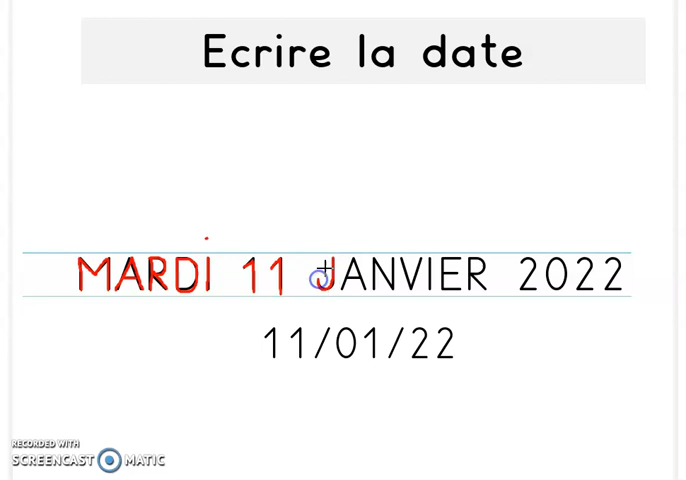 Ecrire la date
MARDI 11 JANVIER 2022
11/01/22
RECORDED WITH
SCREENCAST MATIC